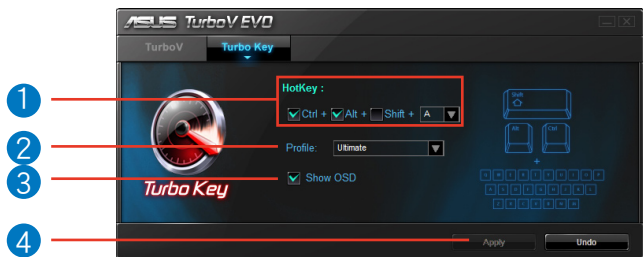 ASUS TurboV EVO
TurboV Turbo Key
1
HotKey :
Ctrl + Alt + Shift + A
2
Profile: Ultimate
3
Show OSD
Turbo Key
Shift
Alt Ctrl
+
4
Apply Undo